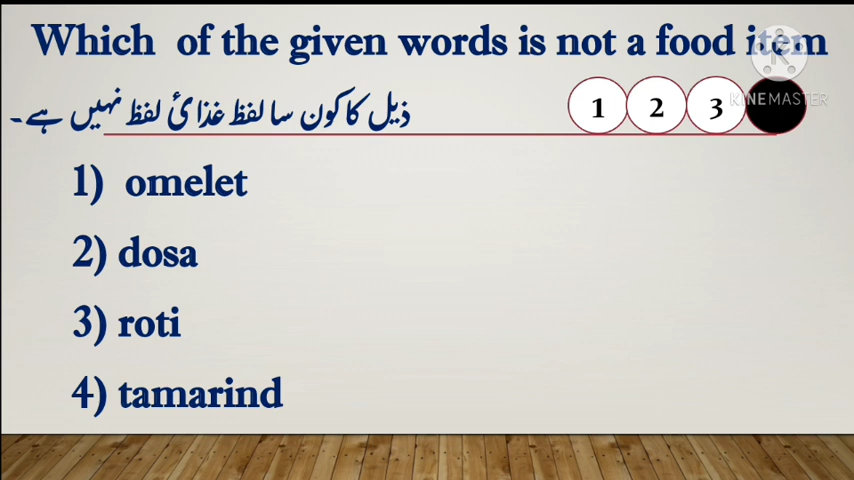 Which of the given words is not a food item
ذیل کا کون سا لفظ غذائ لفظ نہیں ہے۔
1 2 3
KINEMASTER
1) omelet
2) dosa
3) roti
4) tamarind